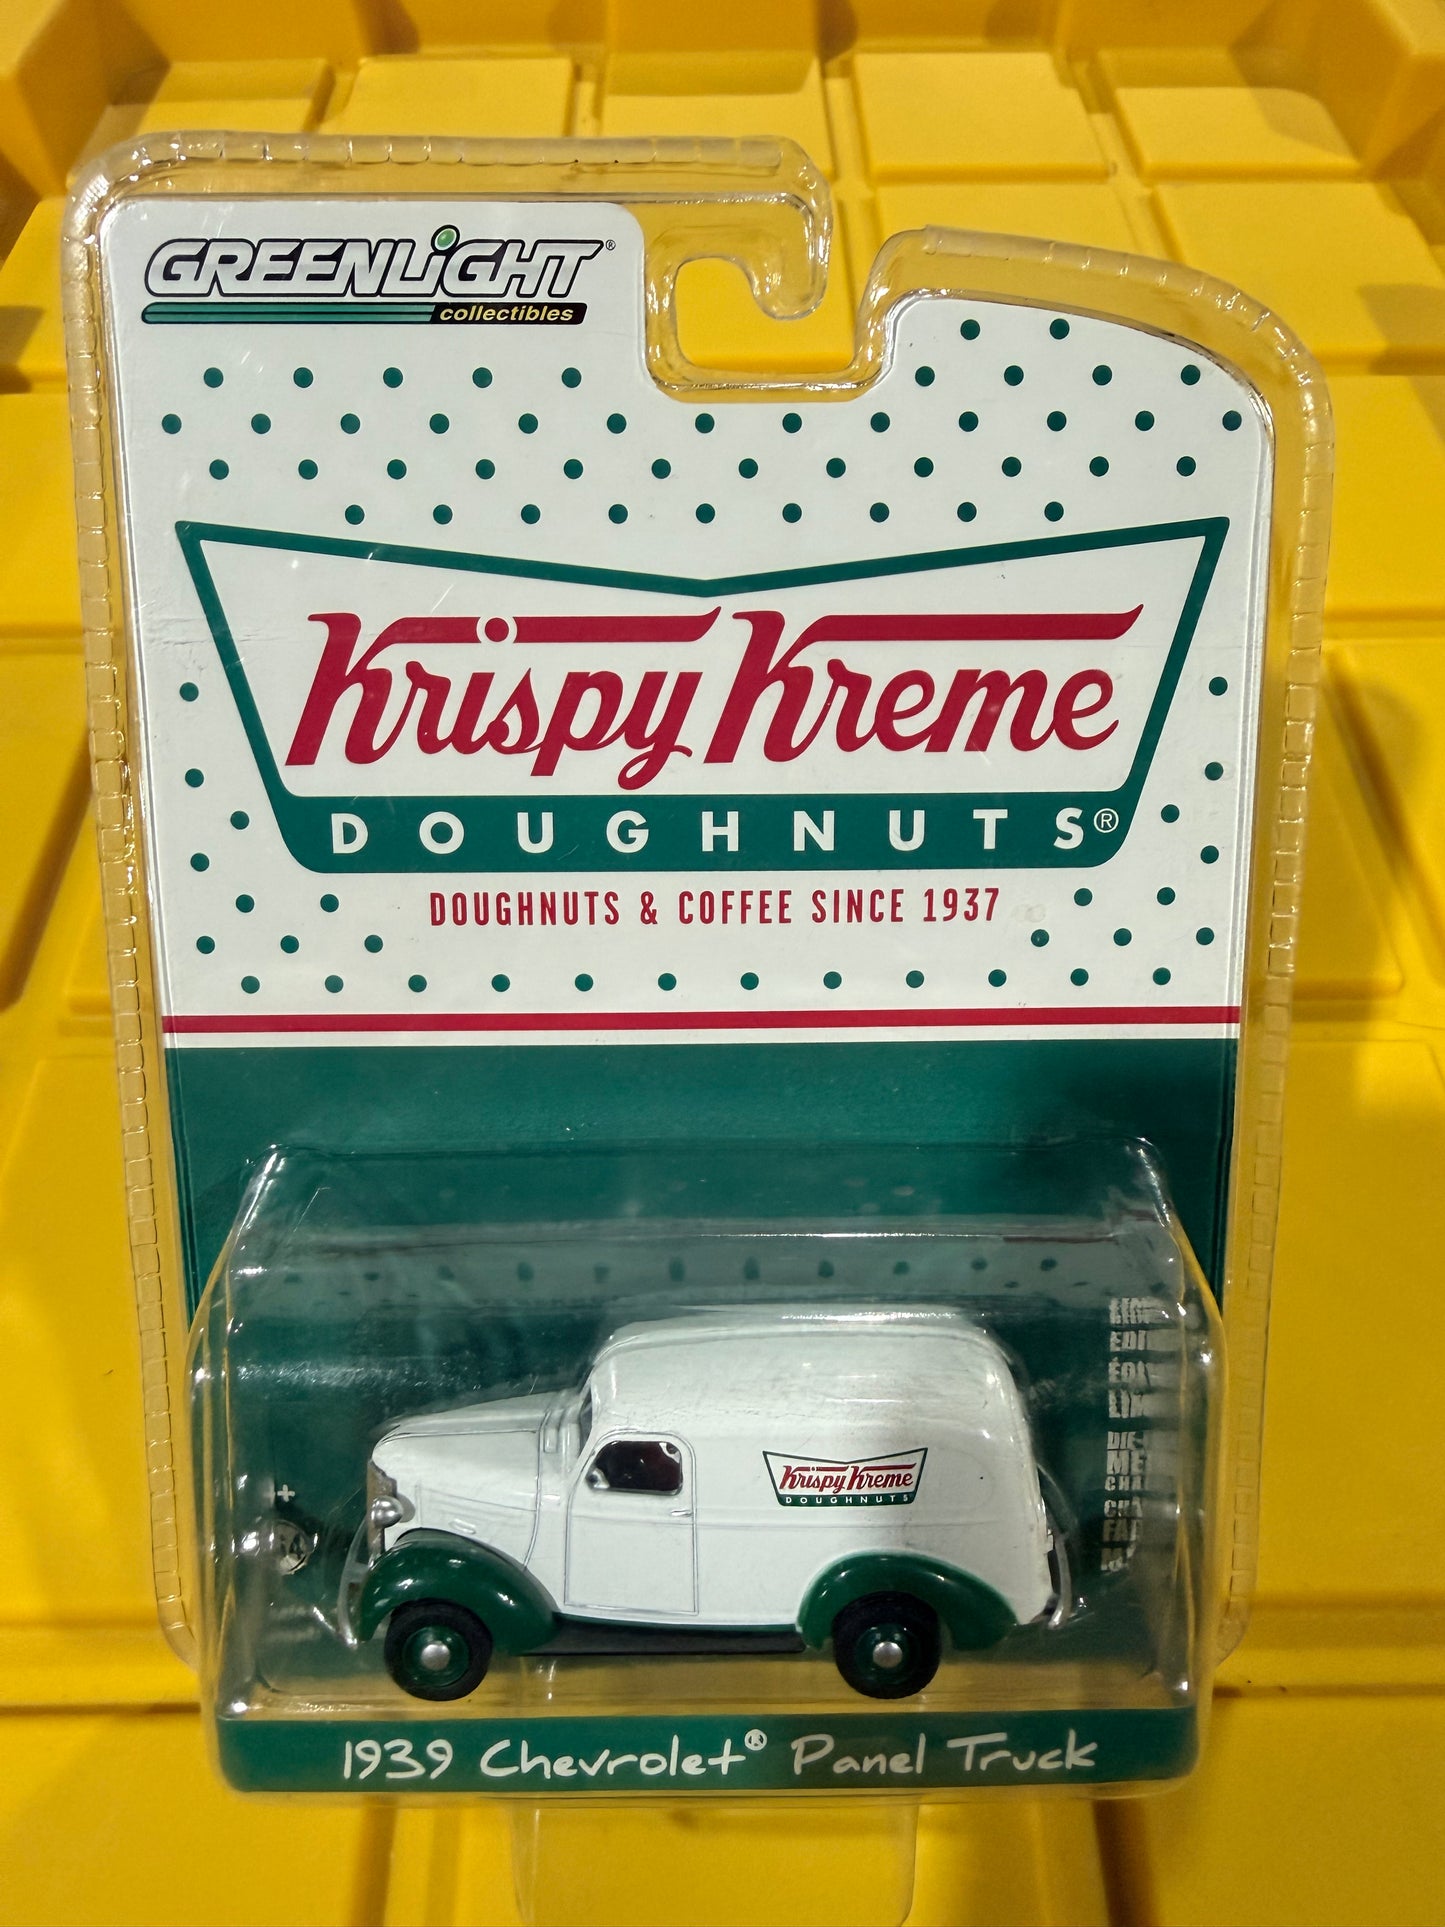 GREENLiGHT®
collectibles
Krispy Kreme
DOUGHNUTS®
DOUGHNUTS & COFFEE SINCE 1937
Krispy Kreme
DOUGHNUTS
1939 Chevrolet® Panel Truck